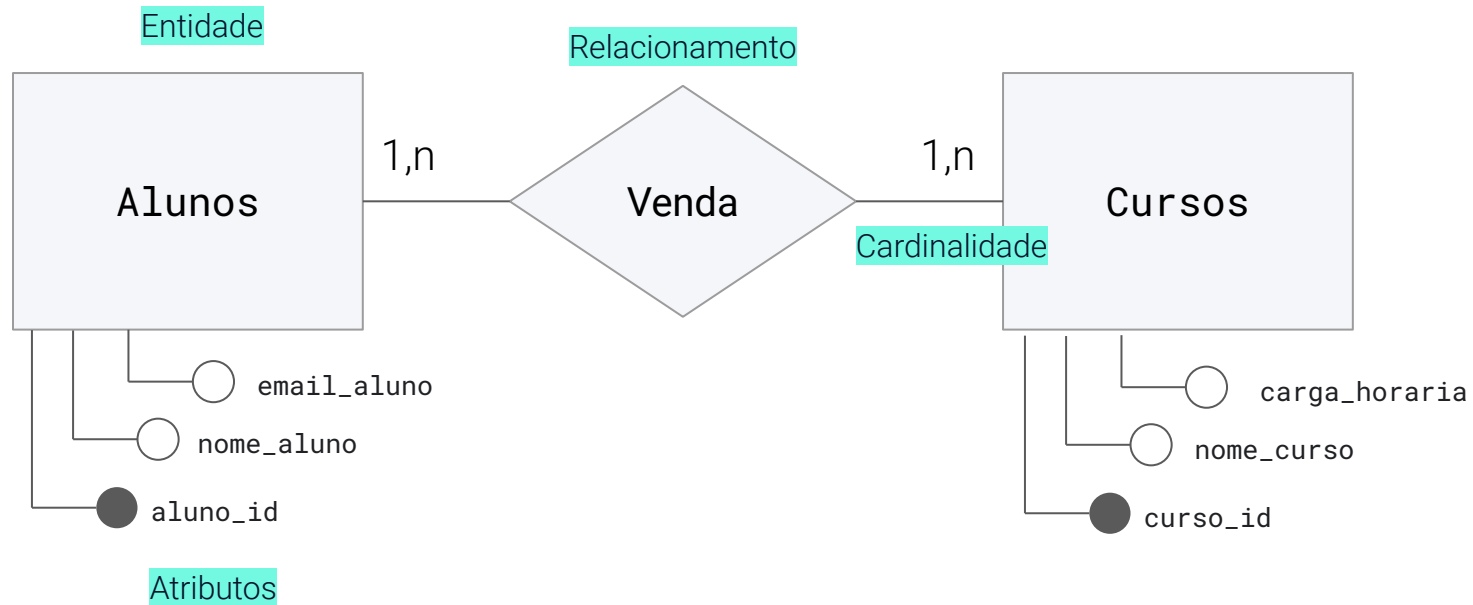 Entidade
Relacionamento
1,n
1,n
Alunos
Venda
Cursos
Cardinalidade
email_aluno
nome_aluno
aluno_id
carga_horaria
nome_curso
curso_id
Atributos